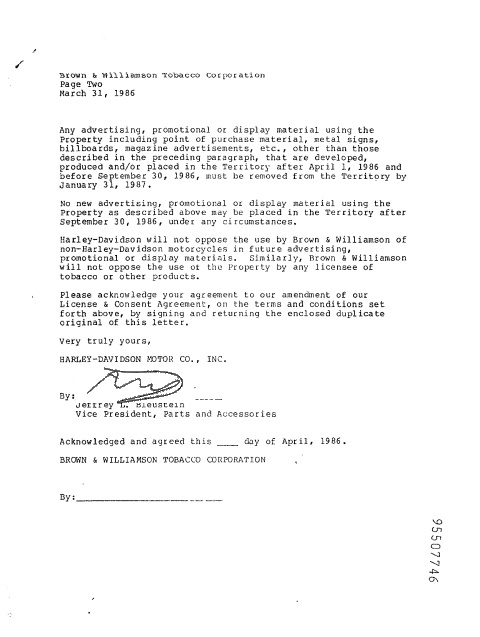 Brown & Williamson Tobacco Corporation
Page Two
March 31, 1986
Any advertising, promotional or display material using the
Property including point of purchase material, metal signs,
billboards, magazine advertisements, etc., other than those
described in the preceding paragraph, that are developed,
produced and/or placed in the Territory after April 1, 1986 and
before September 30, 1986, must be removed from the Territory by
January 31, 1987.
No new advertising, promotional or display material using the
Property as described above may be placed in the Territory after
September 30, 1986, under any circumstances.
Harley-Davidson will not oppose the use by Brown & Williamson of
non-Harley-Davidson motorcycles in future advertising,
promotional or display materials. Similarly, Brown & Williamson
will not oppose the use of the Property by any licensee of
tobacco or other products.
Please acknowledge your agreement to our amendment of our
License & Consent Agreement, on the terms and conditions set
forth above, by signing and returning the enclosed duplicate
original of this letter.
Very truly yours,
HARLEY-DAVIDSON MOTOR CO., INC.
By:
Jeffrey L. Bleustein
Vice President, Parts and Accessories
Acknowledged and agreed this ____ day of April, 1986.
BROWN & WILLIAMSON TOBACCO CORPORATION
By:
95507746